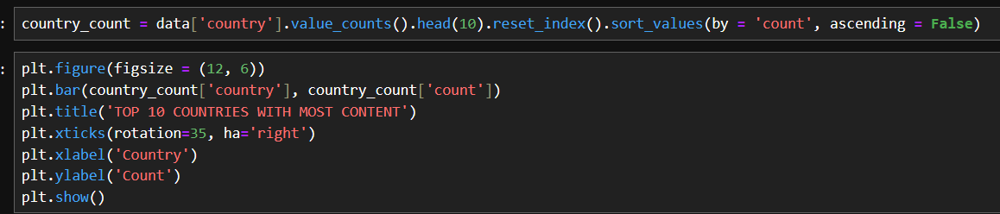 : country_count = data['country'].value_counts().head(10).reset_index().sort_values(by = 'count', ascending = False)
: plt.figure(figsize = (12, 6))
plt.bar(country_count['country'], country_count['count'])
plt.title('TOP 10 COUNTRIES WITH MOST CONTENT')
plt.xticks(rotation=35, ha='right')
plt.xlabel('Country')
plt.ylabel('Count')
plt.show()